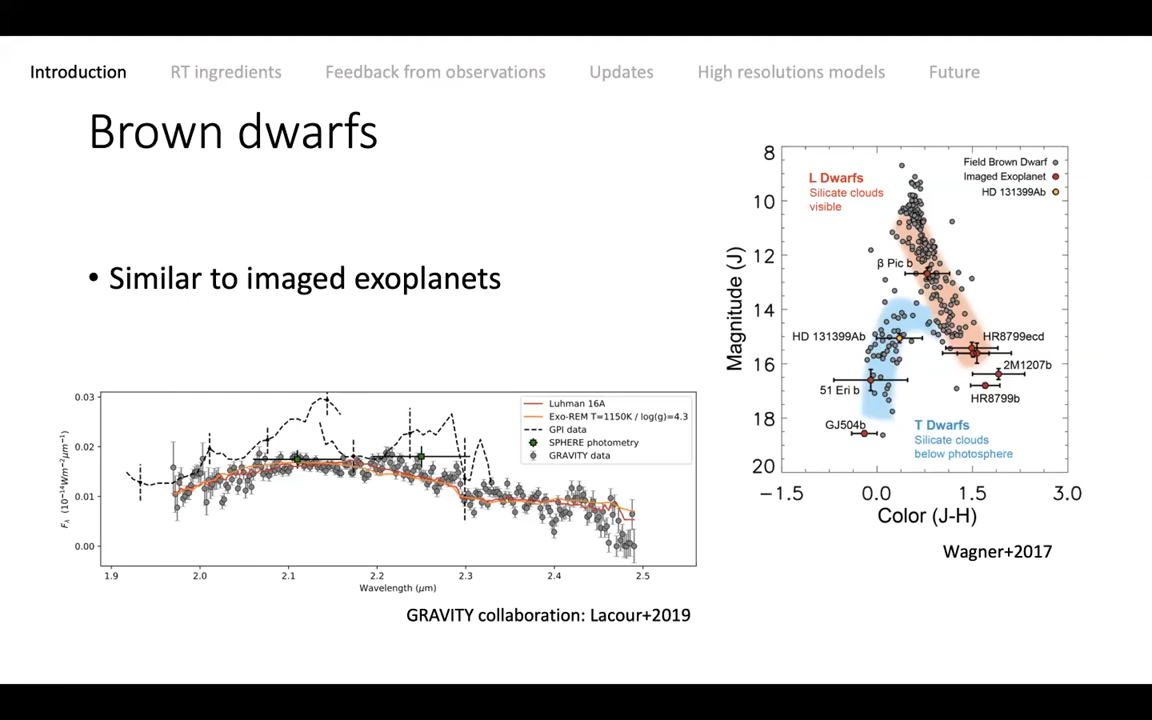 Introduction RT ingredients Feedback from observations Updates High resolutions models Future
Brown dwarfs
• Similar to imaged exoplanets
0.03
0.02
0.01
0.00
F_λ (10⁻¹⁴Wm⁻²μm⁻¹)
Luhman 16A
Exo-REM T=1150K / log(g)=4.3
GPI data
SPHERE photometry
GRAVITY data
1.9 2.0 2.1 2.2 2.3 2.4 2.5
Wavelength (μm)
GRAVITY collaboration: Lacour+2019
8
10
12
14
16
18
20
Magnitude (J)
L Dwarfs
Silicate clouds
visible
Field Brown Dwarf
Imaged Exoplanet
HD 131399Ab
β Pic b
HD 131399Ab
HR8799ecd
2M1207b
51 Eri b
HR8799b
GJ504b
T Dwarfs
Silicate clouds
below photosphere
−1.5 0.0 1.5 3.0
Color (J-H)
Wagner+2017